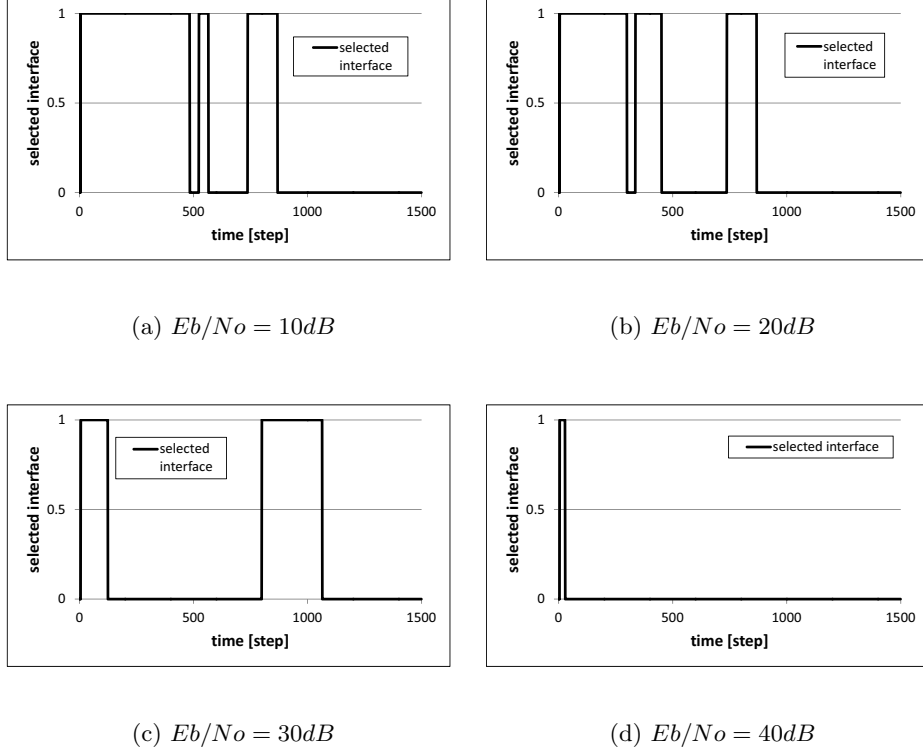 1
0.5
0
selected interface
selected
interface
0
500
1000
1500
time [step]
(a) Eb/No = 10dB
1
0.5
0
selected interface
selected
interface
0
500
1000
1500
time [step]
(b) Eb/No = 20dB
1
0.5
0
selected interface
selected
interface
0
500
1000
1500
time [step]
(c) Eb/No = 30dB
1
0.5
0
selected interface
selected interface
0
500
1000
1500
time [step]
(d) Eb/No = 40dB